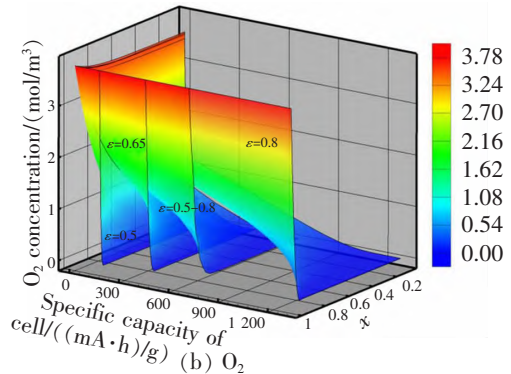 O₂ concentration/(mol/m³)
3
2
1
0
ε=0.65
ε=0.8
ε=0.5-0.8
ε=0.5
0
300
600
900
1 200
1
0.8
0.6
0.4
0.2
x
Specific capacity of
cell/((mA·h)/g)
(b) O₂
3.78
3.24
2.70
2.16
1.62
1.08
0.54
0.00